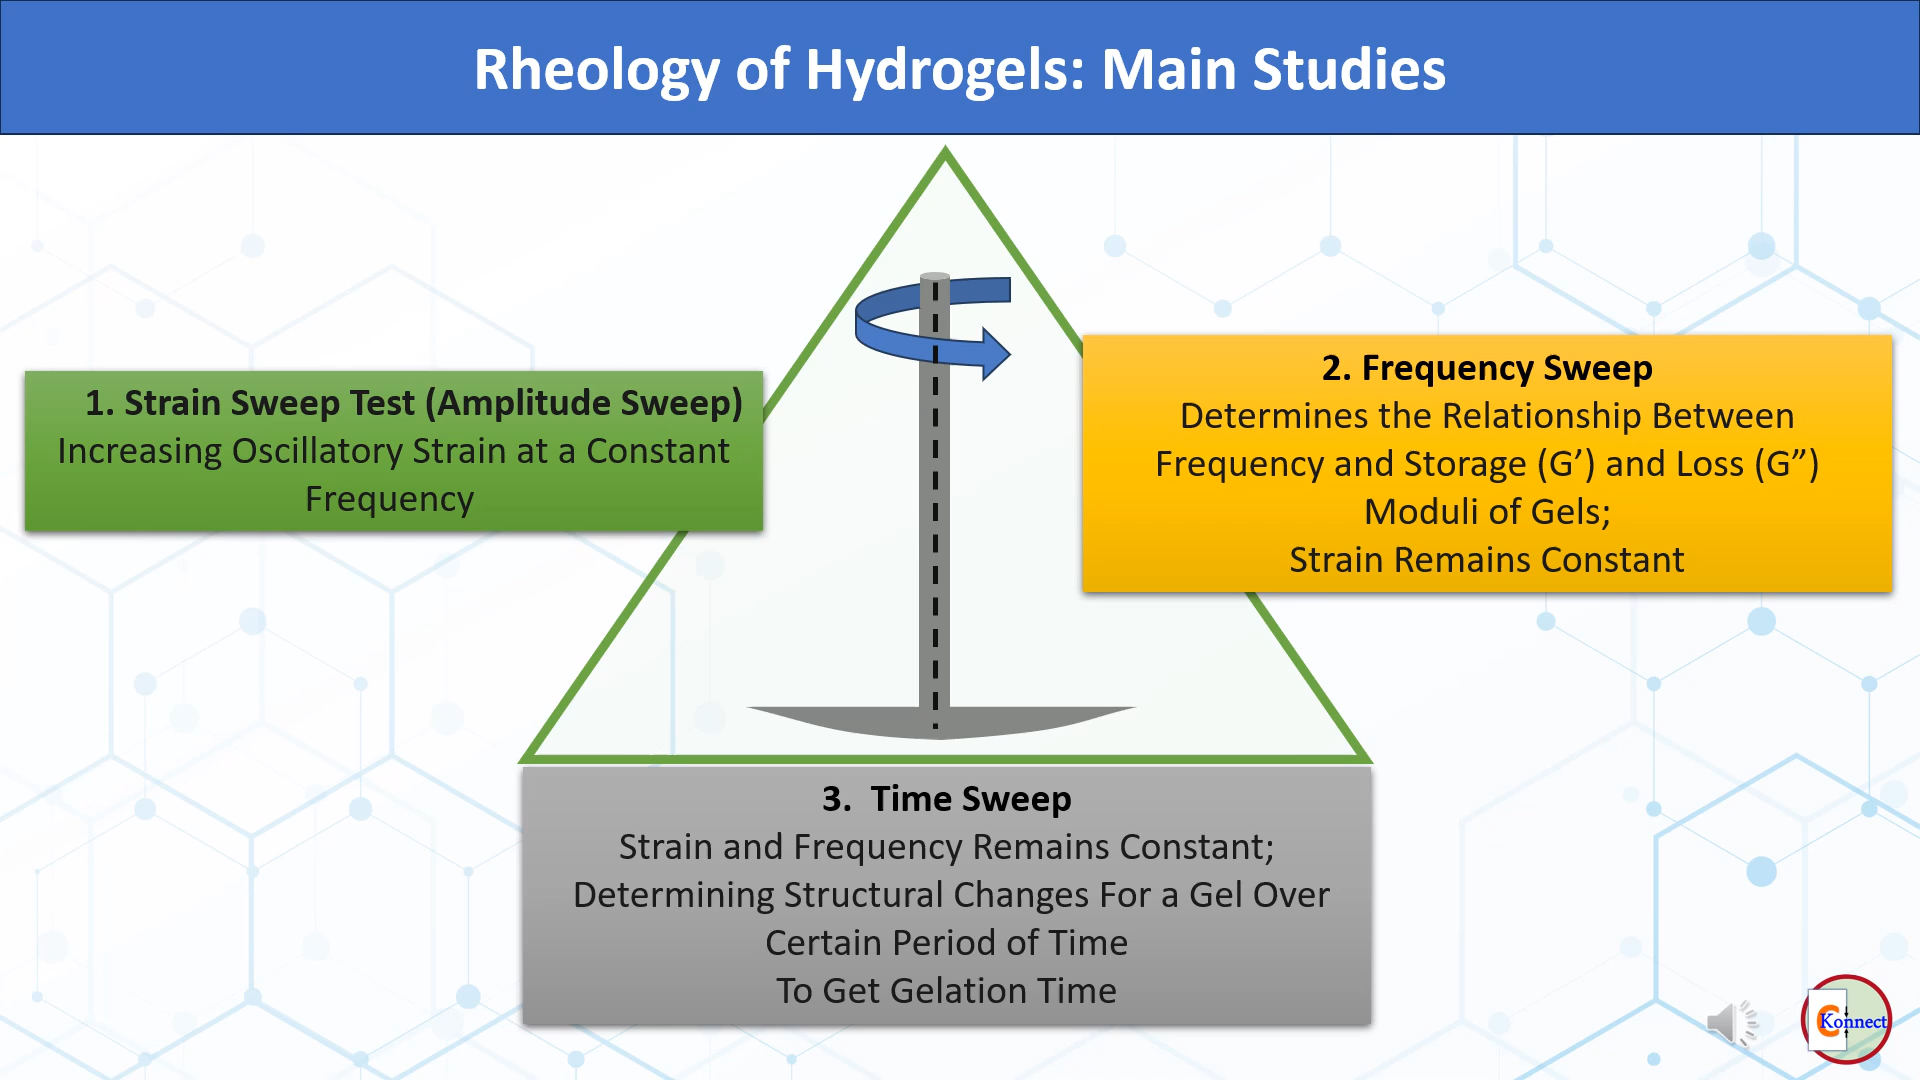 Rheology of Hydrogels: Main Studies
1. Strain Sweep Test (Amplitude Sweep)
Increasing Oscillatory Strain at a Constant
Frequency
2. Frequency Sweep
Determines the Relationship Between
Frequency and Storage (G’) and Loss (G”)
Moduli of Gels;
Strain Remains Constant
3. Time Sweep
Strain and Frequency Remains Constant;
Determining Structural Changes For a Gel Over
Certain Period of Time
To Get Gelation Time
C
Konnect